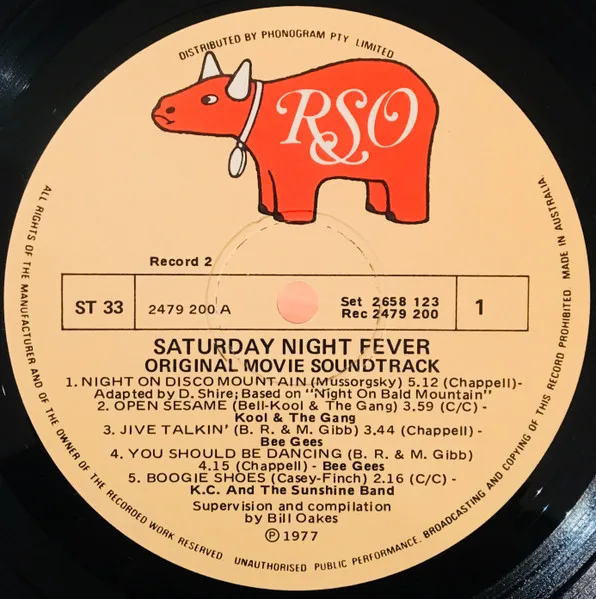 DISTRIBUTED BY PHONOGRAM PTY LIMITED
RSO
Record 2
ST 33
2479 200 A
Set 2658 123
Rec 2479 200
1
SATURDAY NIGHT FEVER
ORIGINAL MOVIE SOUNDTRACK
1. NIGHT ON DISCO MOUNTAIN (Mussorgsky) 5.12 (Chappell)-
Adapted by D. Shire; Based on "Night On Bald Mountain"
2. OPEN SESAME (Bell-Kool & The Gang) 3.59 (C/C) -
Kool & The Gang
3. JIVE TALKIN' (B. R. & M. Gibb) 3.44 (Chappell) -
Bee Gees
4. YOU SHOULD BE DANCING (B. R. & M. Gibb)
4.15 (Chappell) - Bee Gees
5. BOOGIE SHOES (Casey-Finch) 2.16 (C/C) -
K.C. And The Sunshine Band
Supervision and compilation
by Bill Oakes
Ⓟ 1977
ALL RIGHTS OF THE MANUFACTURER AND OF THE OWNER OF THE RECORDED WORK RESERVED UNAUTHORISED PUBLIC PERFORMANCE, BROADCASTING AND COPYING OF THIS RECORD PROHIBITED. MADE IN AUSTRALIA.